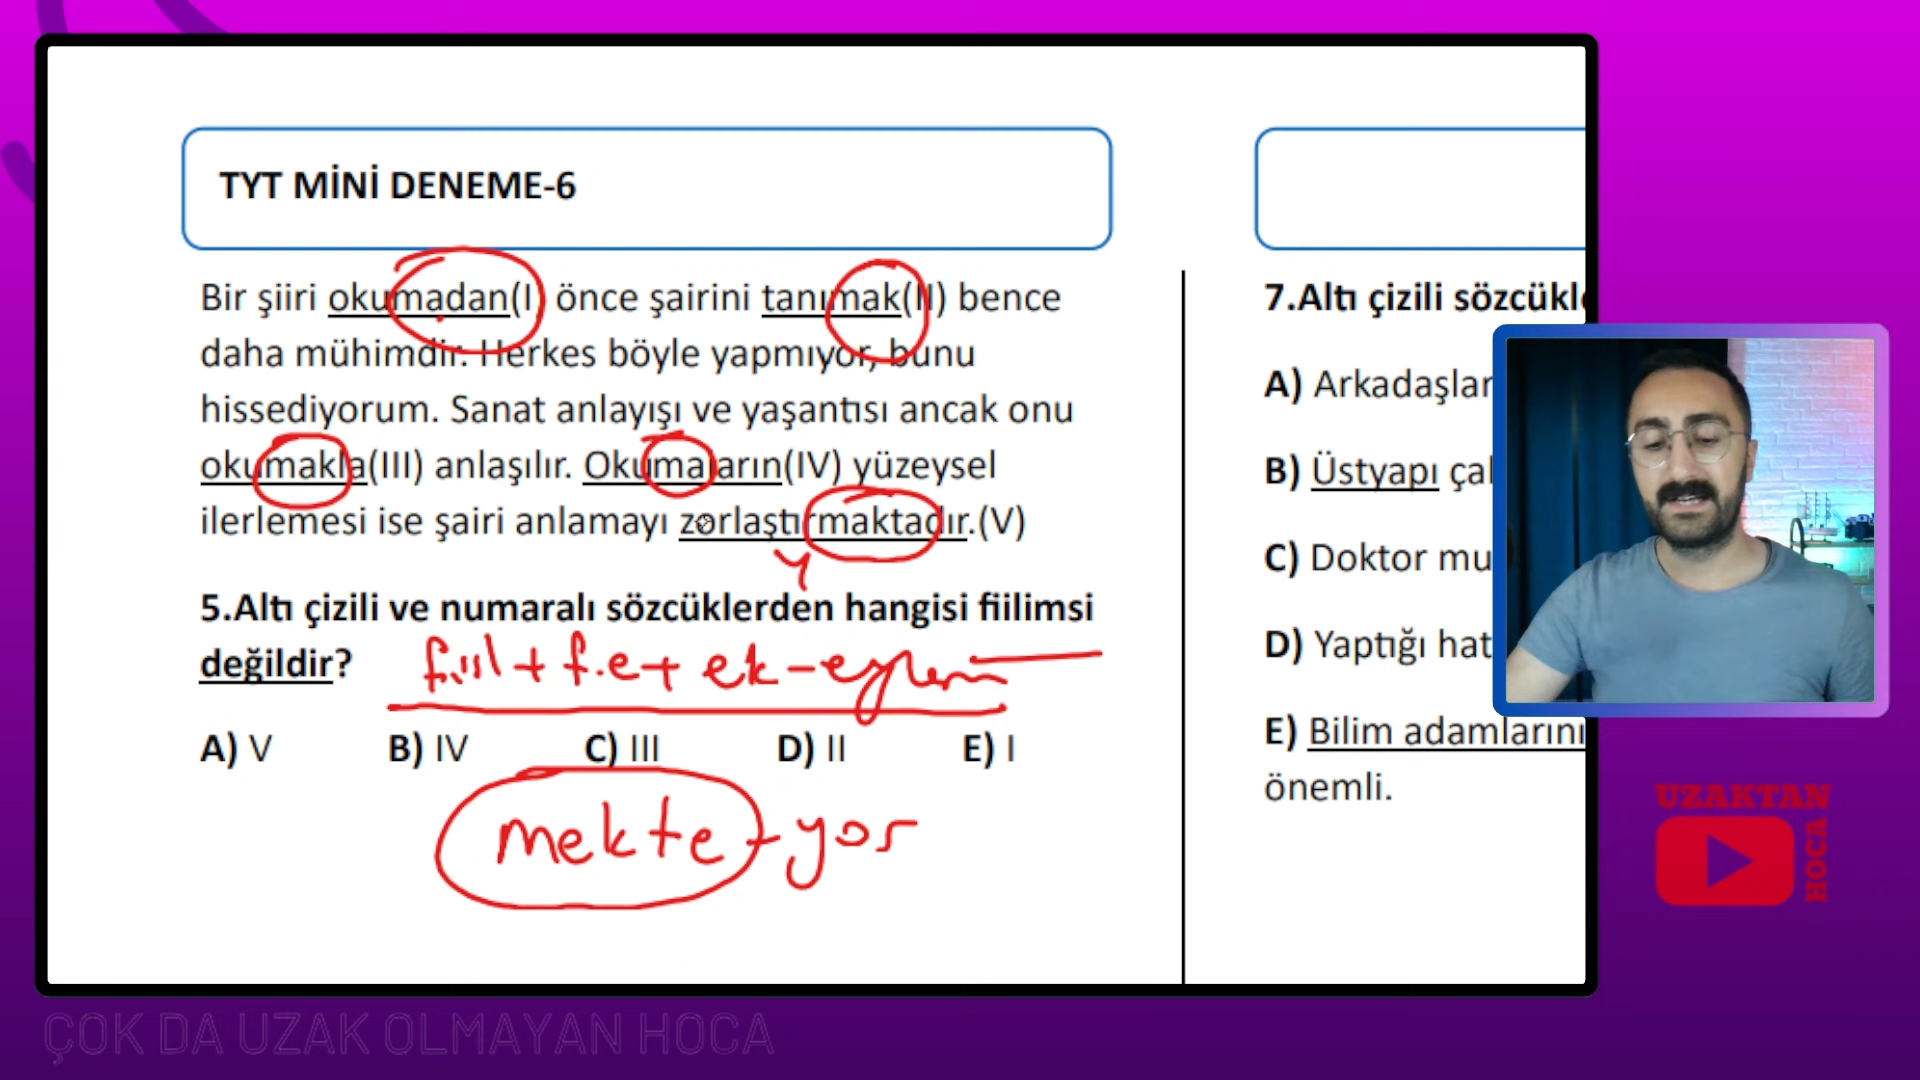 TYT MİNİ DENEME-6
Bir şiiri okumadan(I) önce şairini tanımak(II) bence
daha mühimdir. Herkes böyle yapmıyor, bunu
hissediyorum. Sanat anlayışı ve yaşantısı ancak onu
okumakla(III) anlaşılır. Okumaların(IV) yüzeysel
ilerlemesi ise şairi anlamayı zorlaştırmaktadır.(V)
y
5.Altı çizili ve numaralı sözcüklerden hangisi fiilimsi
değildir?
fiil + f.e + ek - eylem
A) V B) IV C) III D) II E) I
mekte - yor
7.Altı çizili
A) Arkadaşlar
B) Üstyapı
C) Doktor mu
D) Yaptığı hat
E) Bilim adamlarını
önemli.
UZAKTAN
HOCA
ÇOK DA UZAK OLMAYAN HOCA